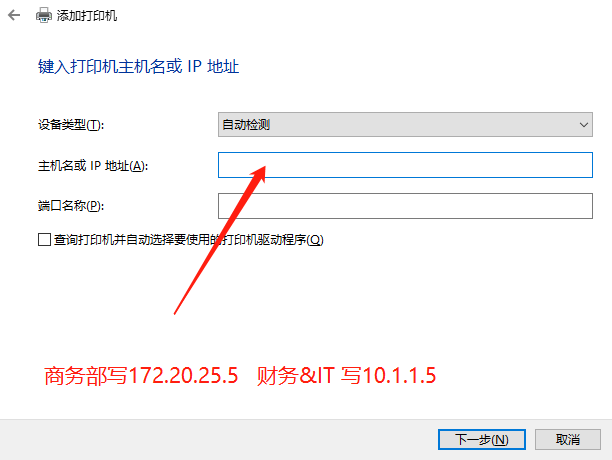 添加打印机
键入打印机主机名或 IP 地址
设备类型(T):
自动检测
主机名或 IP 地址(A):
端口名称(P):
查询打印机并自动选择要使用的打印机驱动程序(Q)
商务部写172.20.25.5 财务&IT 写10.1.1.5
下一步(N) 取消